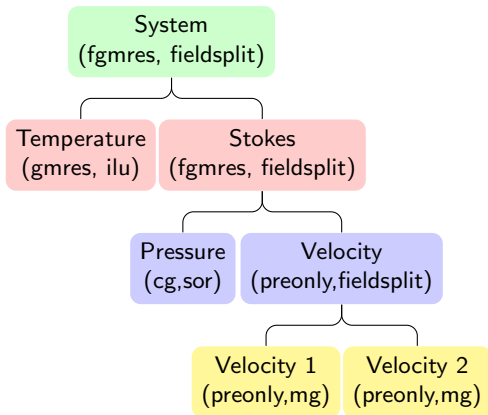 System
(fgmres, fieldsplit)
Temperature
(gmres, ilu)
Stokes
(fgmres, fieldsplit)
Pressure
(cg,sor)
Velocity
(preonly,fieldsplit)
Velocity 1
(preonly,mg)
Velocity 2
(preonly,mg)